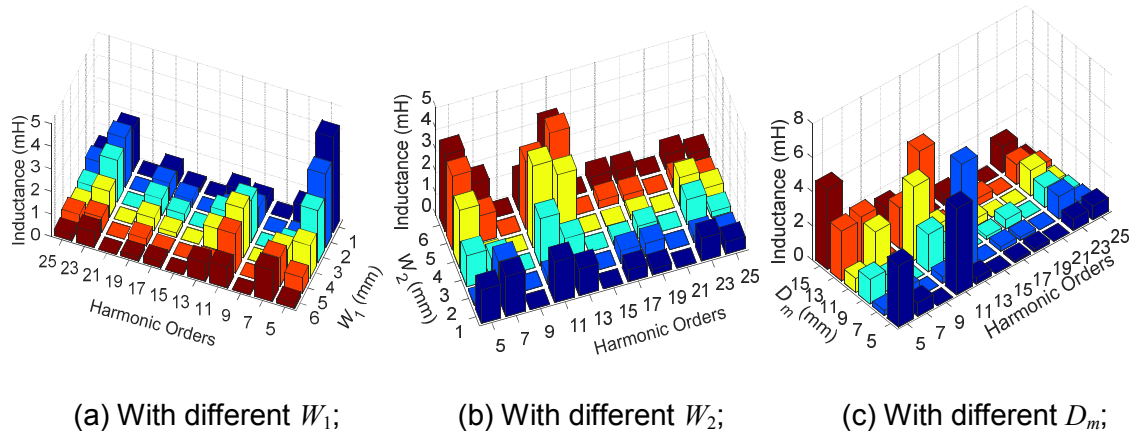 Inductance (mH)
5
4
3
2
1
0
25 23 21 19 17 15 13 11 9 7 5
Harmonic Orders
1
2
3
4
5
6
W1 (mm)
Inductance (mH)
5
4
3
2
1
0
6
5
4
3
2
1
W2 (mm)
5 7 9 11 13 15 17 19 21 23 25
Harmonic Orders
Inductance (mH)
8
6
4
2
0
15
13
11
9
7
5
Dm (mm)
5 7 9 11 13 15 17 19 21 23 25
Harmonic Orders
(a) With different W1;
(b) With different W2;
(c) With different Dm;